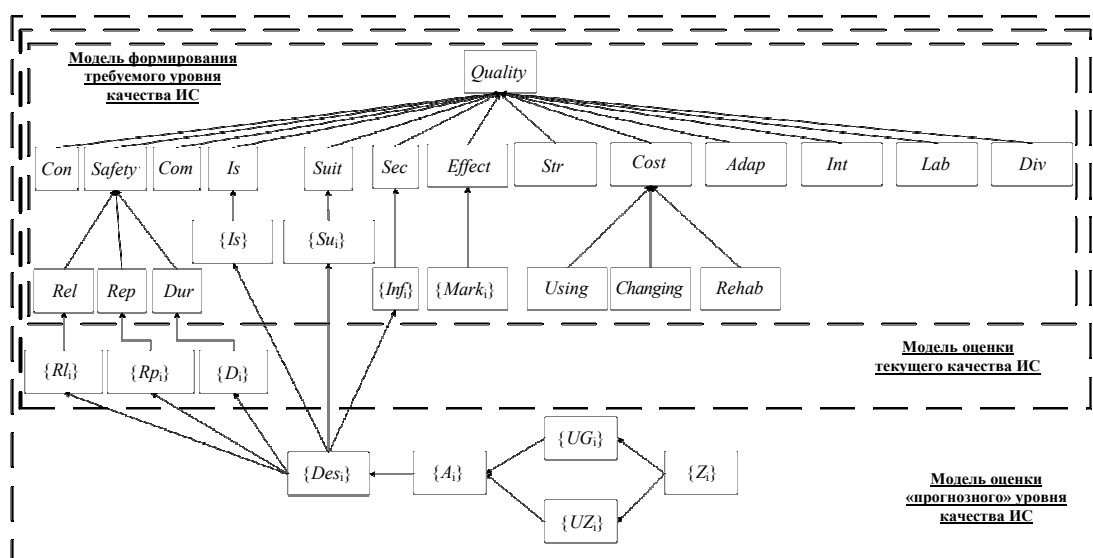 Модель формирования
требуемого уровня
качества ИС
Quality
Con Safety Com Is Suit Sec Effect Str Cost Adap Int Lab Div
{Is} {Suᵢ}
Rel Rep Dur {Infᵢ} {Markᵢ} Using Changing Rehab
Модель оценки
текущего качества ИС
{Rlᵢ} {Rpᵢ} {Dᵢ}
{UGᵢ}
{Desᵢ} {Aᵢ} {Zᵢ}
{UZᵢ}
Модель оценки
«прогнозного» уровня
качества ИС